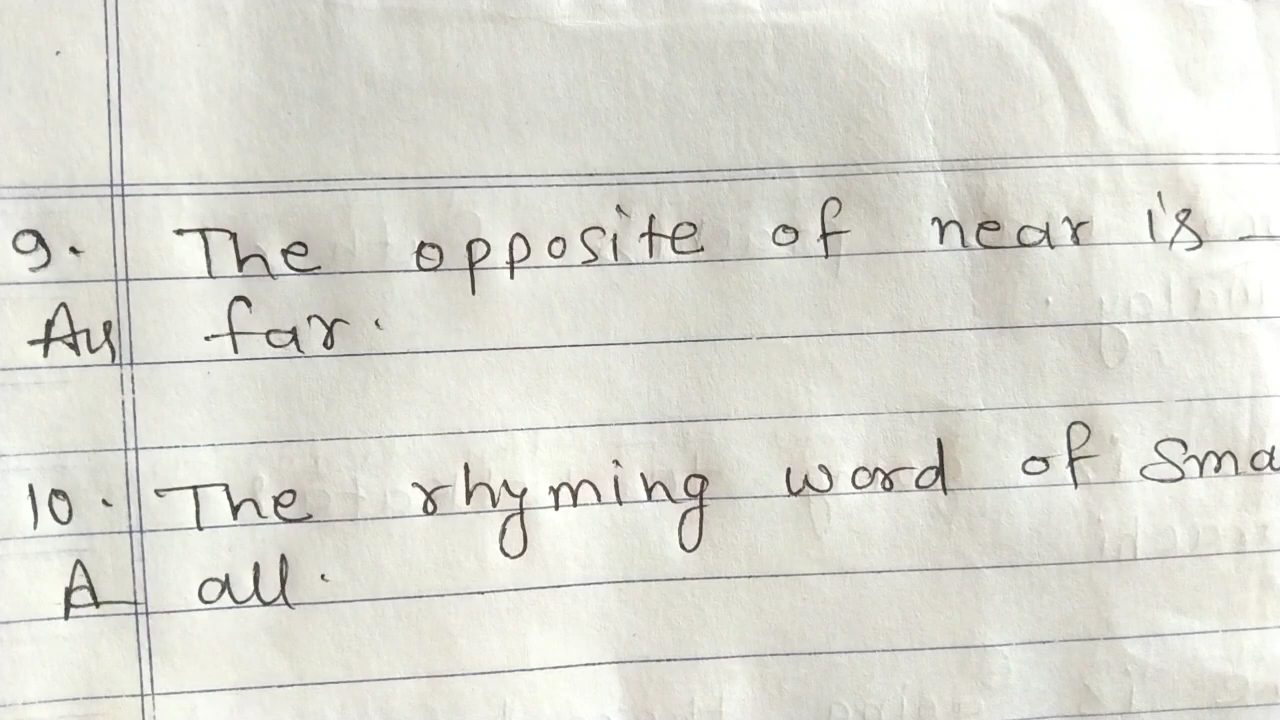 9. The opposite of near is -
Ans far.
10. The rhyming word of Sma
A all.